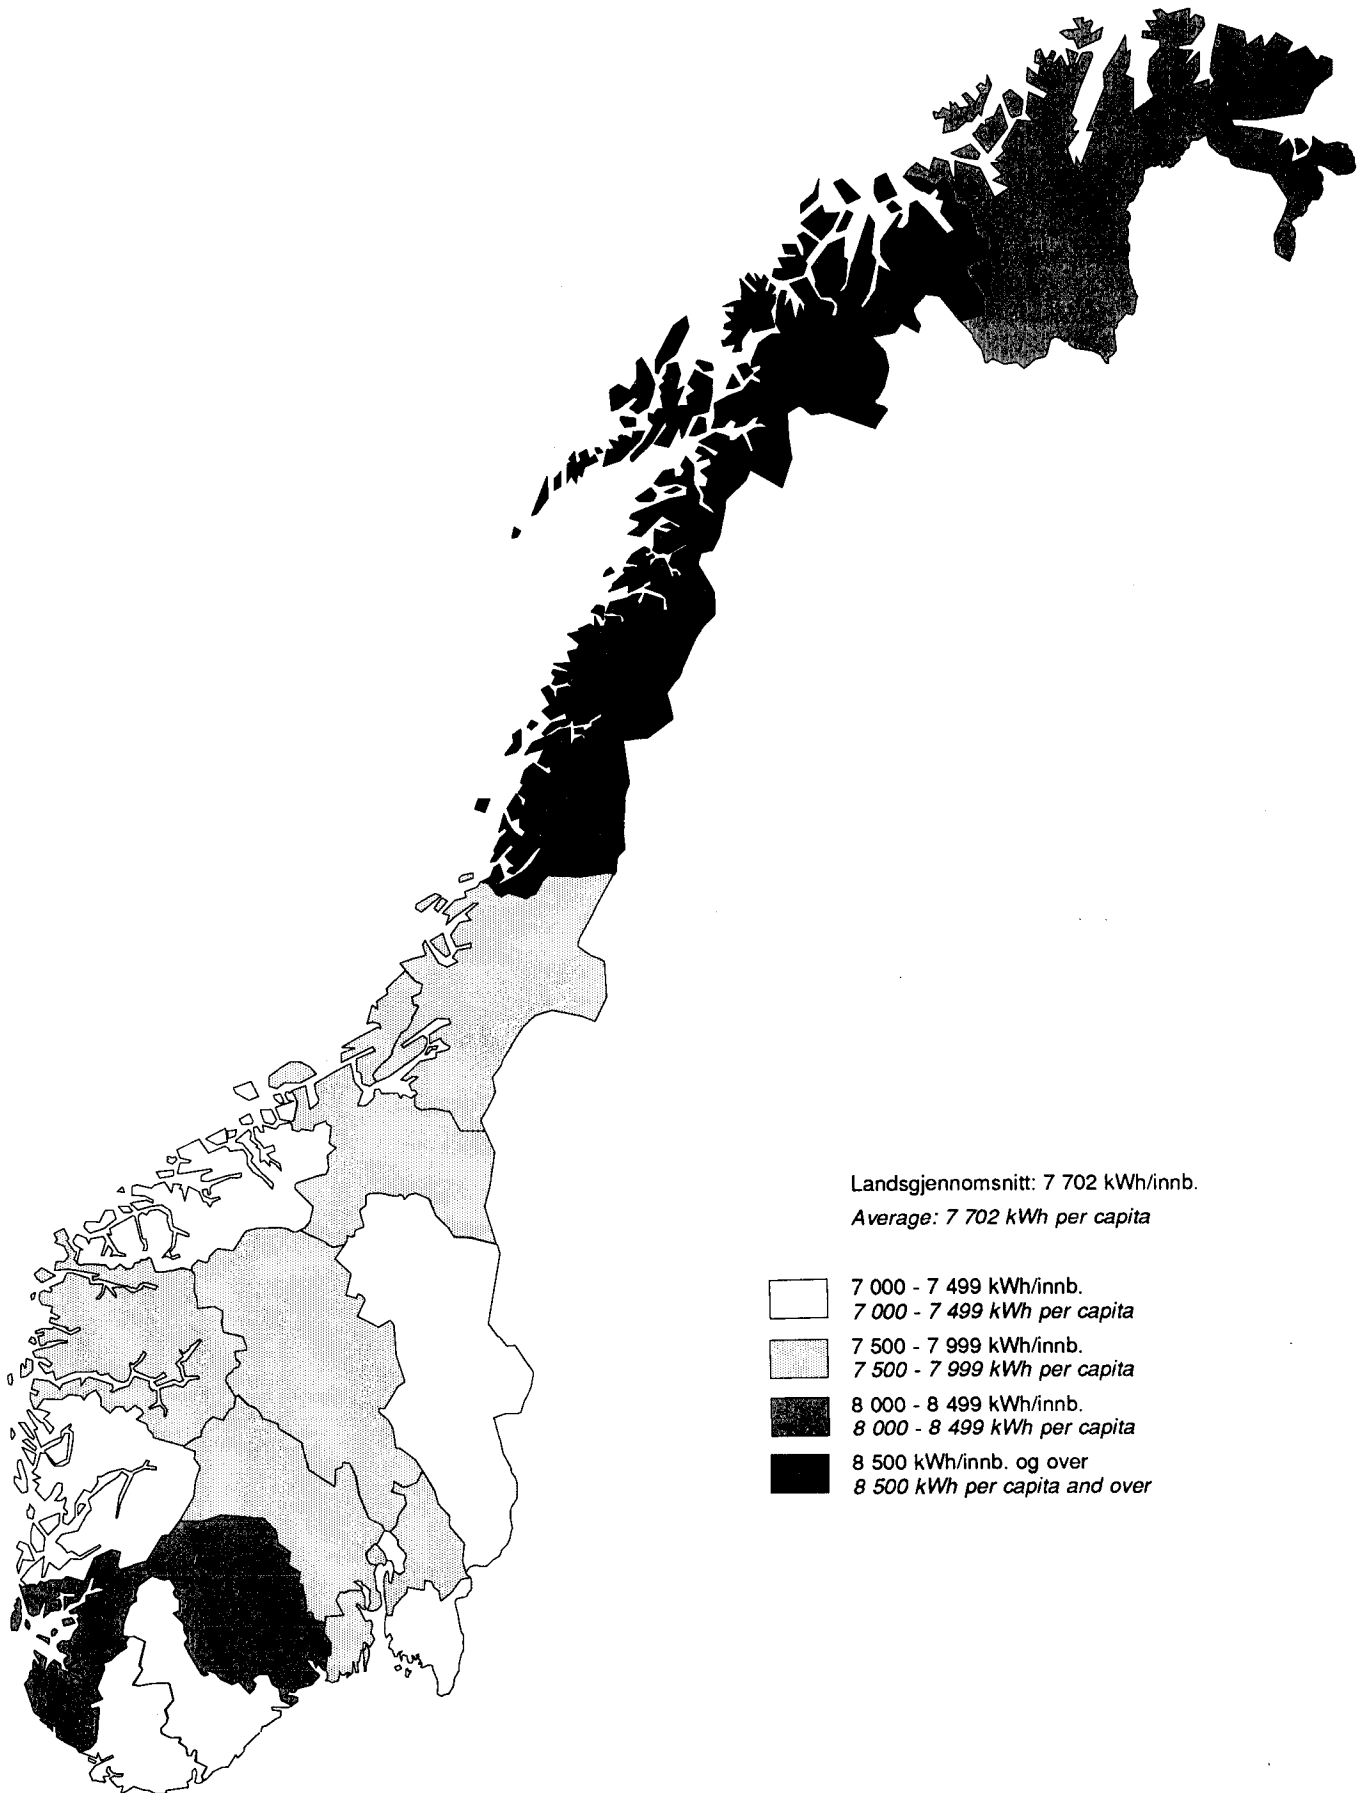 Landsgjennomsnitt: 7 702 kWh/innb.
Average: 7 702 kWh per capita
7 000 - 7 499 kWh/innb.
7 000 - 7 499 kWh per capita
7 500 - 7 999 kWh/innb.
7 500 - 7 999 kWh per capita
8 000 - 8 499 kWh/innb.
8 000 - 8 499 kWh per capita
8 500 kWh/innb. og over
8 500 kWh per capita and over